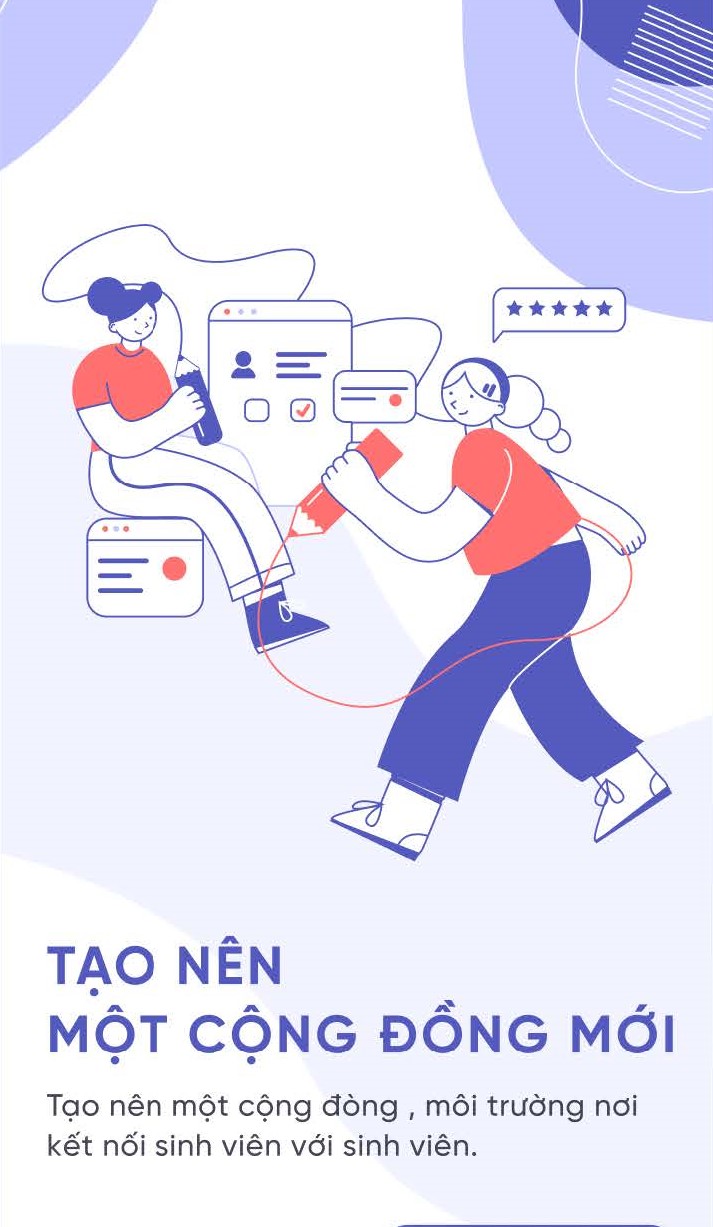 TẠO NÊN
MỘT CỘNG ĐỒNG MỚI
Tạo nên một cộng đòng , môi trường nơi
kết nối sinh viên với sinh viên.